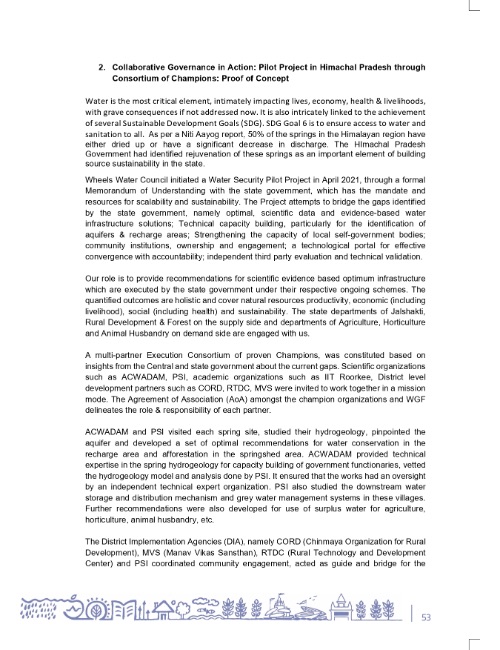 2. Collaborative Governance in Action: Pilot Project in Himachal Pradesh through
Consortium of Champions: Proof of Concept
Water is the most critical element, intimately impacting lives, economy, health & livelihoods,
with grave consequences if not addressed now. It is also intricately linked to the achievement
of several Sustainable Development Goals (SDG). SDG Goal 6 is to ensure access to water and
sanitation to all. As per a Niti Aayog report, 50% of the springs in the Himalayan region have
either dried up or have a significant decrease in discharge. The HImachal Pradesh
Government had identified rejuvenation of these springs as an important element of building
source sustainability in the state.
Wheels Water Council initiated a Water Security Pilot Project in April 2021, through a formal
Memorandum of Understanding with the state government, which has the mandate and
resources for scalability and sustainability. The Project attempts to bridge the gaps identified
by the state government, namely optimal, scientific data and evidence-based water
infrastructure solutions; Technical capacity building, particularly for the identification of
aquifers & recharge areas; Strengthening the capacity of local self-government bodies;
community institutions, ownership and engagement; a technological portal for effective
convergence with accountability; independent third party evaluation and technical validation.
Our role is to provide recommendations for scientific evidence based optimum infrastructure
which are executed by the state government under their respective ongoing schemes. The
quantified outcomes are holistic and cover natural resources productivity, economic (including
livelihood), social (including health) and sustainability. The state departments of Jalshakti,
Rural Development & Forest on the supply side and departments of Agriculture, Horticulture
and Animal Husbandry on demand side are engaged with us.
A multi-partner Execution Consortium of proven Champions, was constituted based on
insights from the Central and state government about the current gaps. Scientific organizations
such as ACWADAM, PSI, academic organizations such as IIT Roorkee, District level
development partners such as CORD, RTDC, MVS were invited to work together in a mission
mode. The Agreement of Association (AoA) amongst the champion organizations and WGF
delineates the role & responsibility of each partner.
ACWADAM and PSI visited each spring site, studied their hydrogeology, pinpointed the
aquifer and developed a set of optimal recommendations for water conservation in the
recharge area and afforestation in the springshed area. ACWADAM provided technical
expertise in the spring hydrogeology for capacity building of government functionaries, vetted
the hydrogeology model and analysis done by PSI. It ensured that the works had an oversight
by an independent technical expert organization. PSI also studied the downstream water
storage and distribution mechanism and grey water management systems in these villages.
Further recommendations were also developed for use of surplus water for agriculture,
horticulture, animal husbandry, etc.
The District Implementation Agencies (DIA), namely CORD (Chinmaya Organization for Rural
Development), MVS (Manav Vikas Sansthan), RTDC (Rural Technology and Development
Center) and PSI coordinated community engagement, acted as guide and bridge for the
53